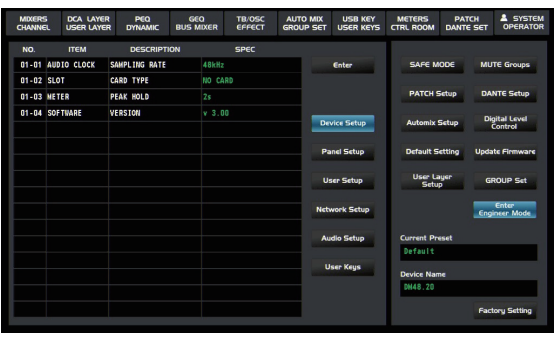 MIXERS DCA LAYER PEQ GEQ TB/OSC AUTO MIX USB KEY METERS PATCH SYSTEM
CHANNEL USER LAYER DYNAMIC BUS MIXER EFFECT GROUP SET USER KEYS CTRL ROOM DANTE SET OPERATOR
NO. ITEM DESCRIPTION SPEC
01-01 AUDIO CLOCK SAMPLING RATE 48kHz
01-02 SLOT CARD TYPE NO CARD
01-03 METER PEAK HOLD 2s
01-04 SOFTWARE VERSION v 3.00
Enter
Device Setup
Panel Setup
User Setup
Network Setup
Audio Setup
User Keys
SAFE MODE MUTE Groups
PATCH Setup DANTE Setup
Automix Setup Digital Level
Control
Default Setting Update Firmware
User Layer
Setup GROUP Set
Enter
Engineer Mode
Current Preset
Default
Device Name
DM48.20
Factory Setting